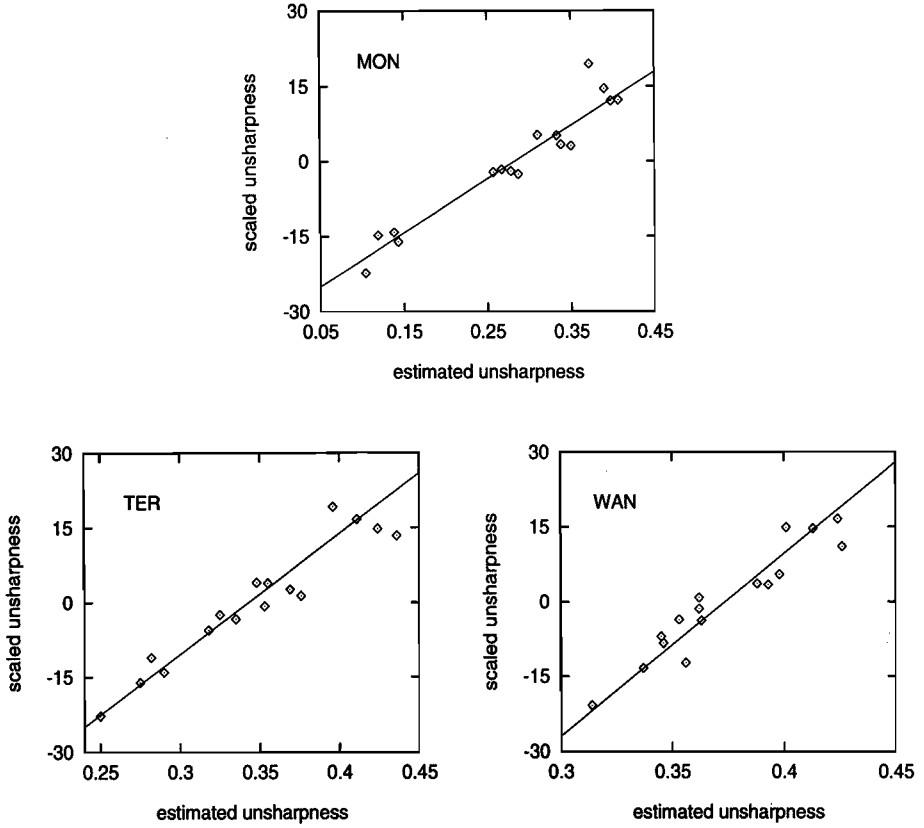 30
MON
15
0
-15
-30
scaled unsharpness
0.05 0.15 0.25 0.35 0.45
estimated unsharpness
30
TER
15
0
-15
-30
scaled unsharpness
0.25 0.3 0.35 0.4 0.45
estimated unsharpness
30
WAN
15
0
-15
-30
scaled unsharpness
0.3 0.35 0.4 0.45
estimated unsharpness